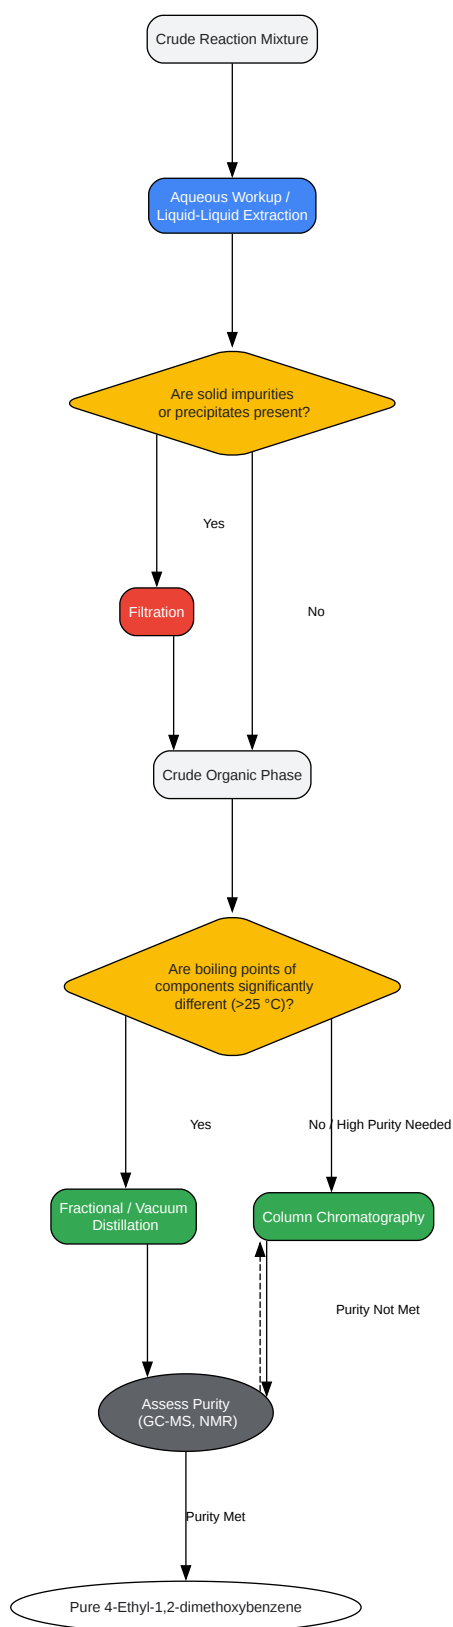 Crude Reaction Mixture
Aqueous Workup /
Liquid-Liquid Extraction
Are solid impurities
or precipitates present?
Yes
Filtration
No
Crude Organic Phase
Are boiling points of
components significantly
different (>25 °C)?
Yes
No / High Purity Needed
Fractional / Vacuum
Distillation
Column Chromatography
Purity Not Met
Assess Purity
(GC-MS, NMR)
Purity Met
Pure 4-Ethyl-1,2-dimethoxybenzene